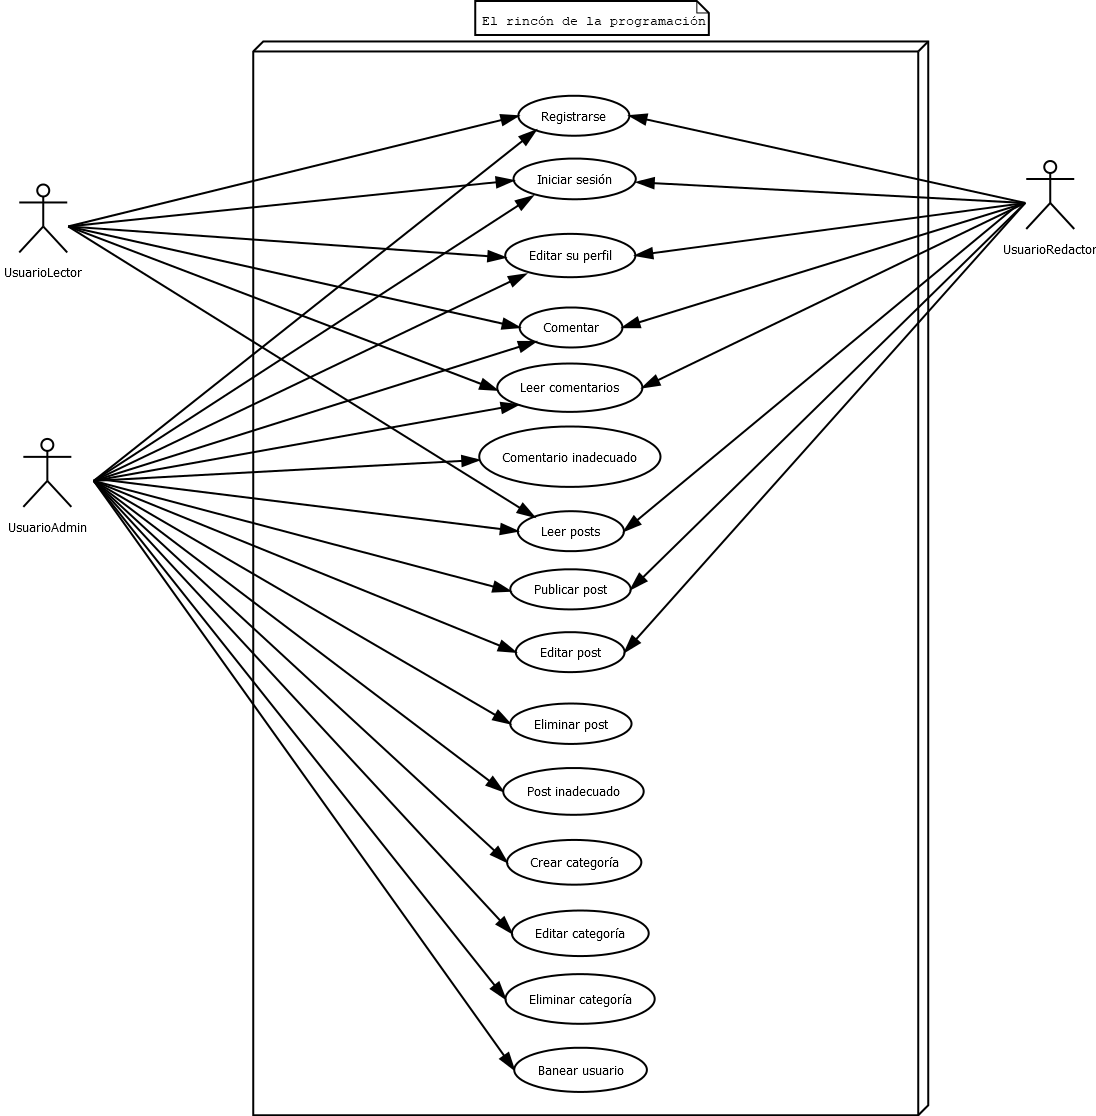 El rincón de la programación
Registrarse
Iniciar sesión
UsuarioRedactor
Editar su perfil
UsuarioLector
Comentar
Leer comentarios
Comentario inadecuado
UsuarioAdmin
Leer posts
Publicar post
Editar post
Eliminar post
Post inadecuado
Crear categoría
Editar categoría
Eliminar categoría
Banear usuario